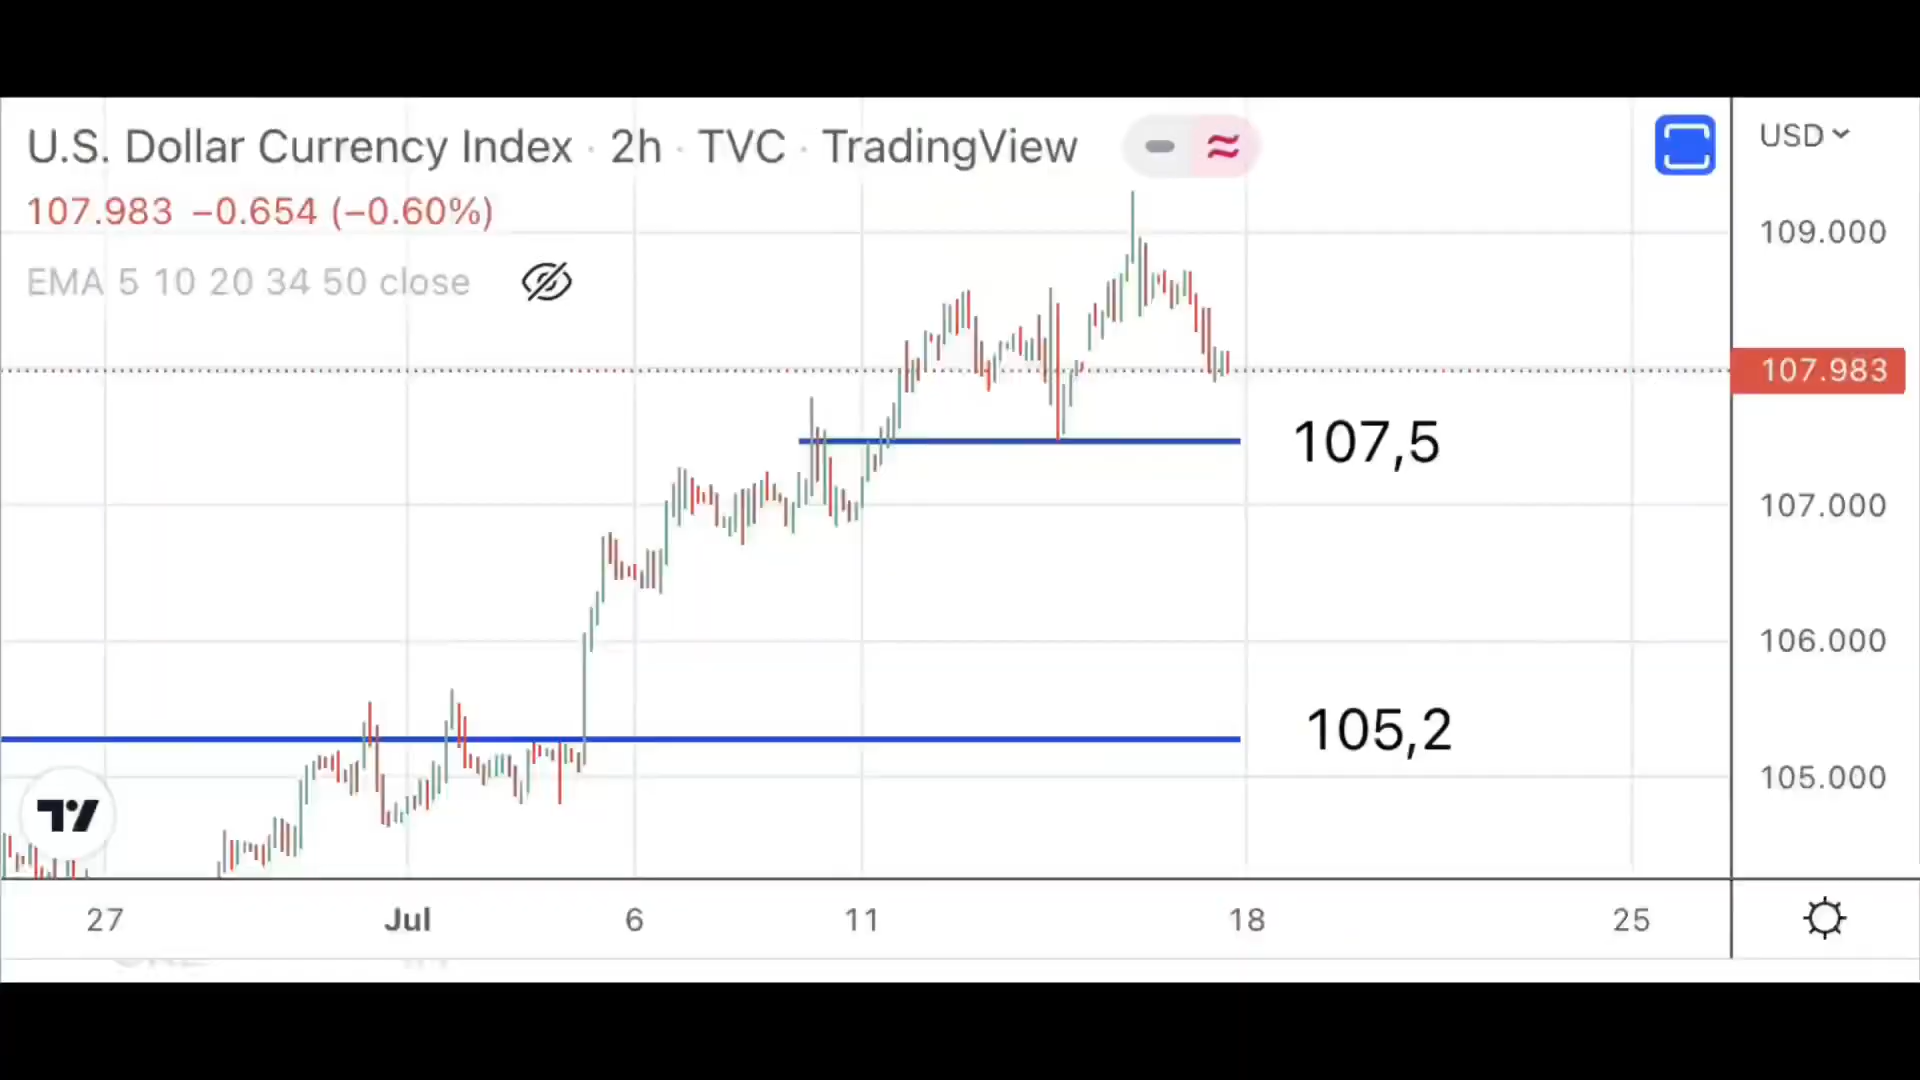 U.S. Dollar Currency Index · 2h · TVC · TradingView
USD
107.983 −0.654 (−0.60%)
109.000
EMA 5 10 20 34 50 close
107.983
107,5
107.000
106.000
105,2
105.000
27 Jul 6 11 18 25